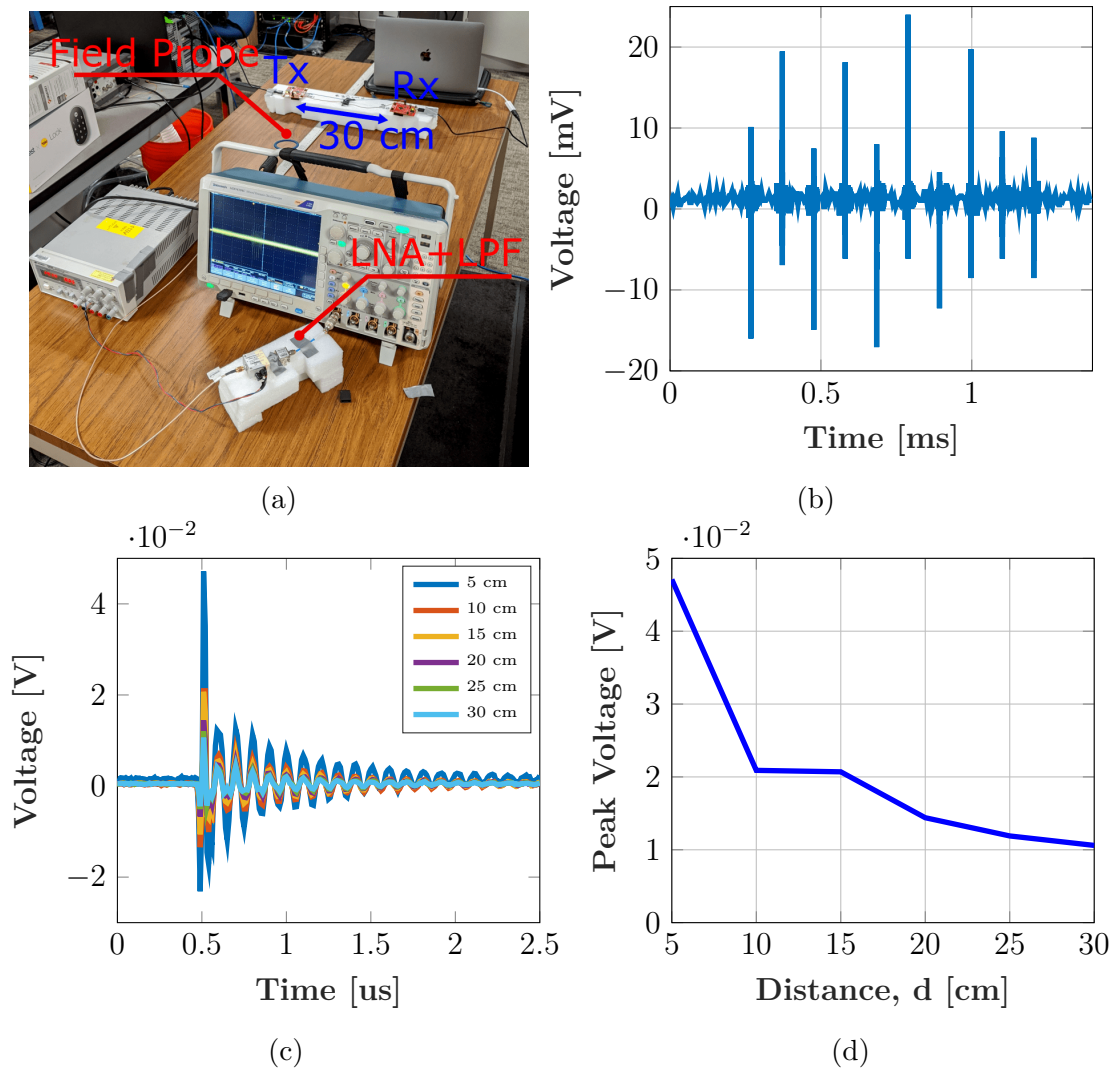 Field Probe
Tx
Rx
30 cm
LNA+LPF
Lock
(a)
20
10
0
−10
−20
0
0.5
1
Voltage [mV]
Time [ms]
(b)
·10−2
4
2
0
−2
0
0.5
1
1.5
2
2.5
Voltage [V]
Time [us]
5 cm
10 cm
15 cm
20 cm
25 cm
30 cm
(c)
·10−2
5
4
3
2
1
0
5
10
15
20
25
30
Peak Voltage [V]
Distance, d [cm]
(d)